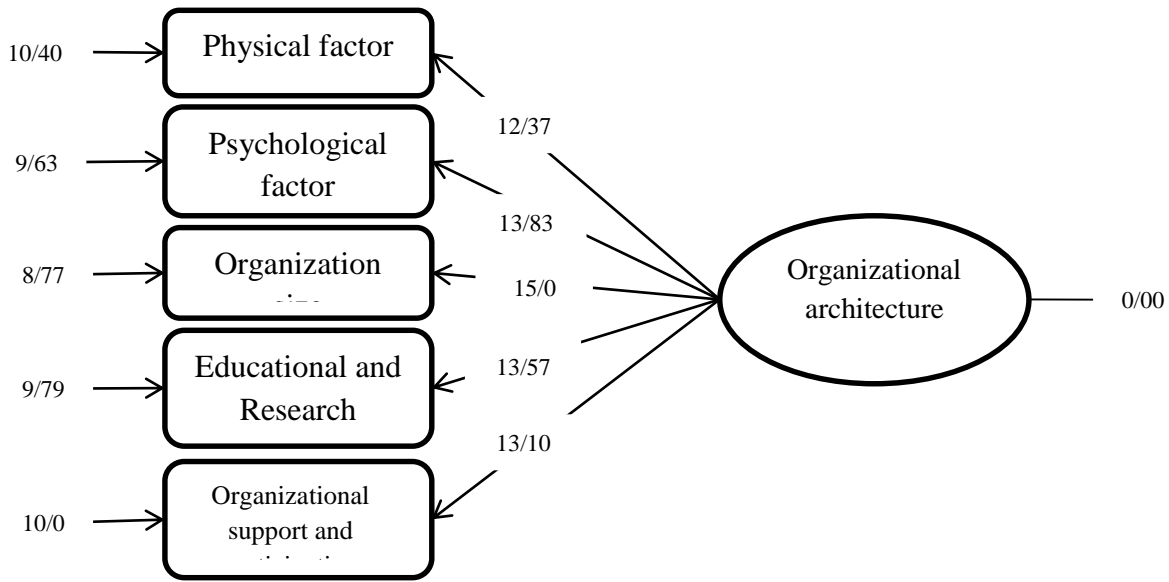 Physical factor
10/40
12/37
Psychological
factor
9/63
13/83
Organization
8/77
15/0
Organizational
architecture
0/00
Educational and
Research
9/79
13/57
13/10
Organizational
support and
10/0